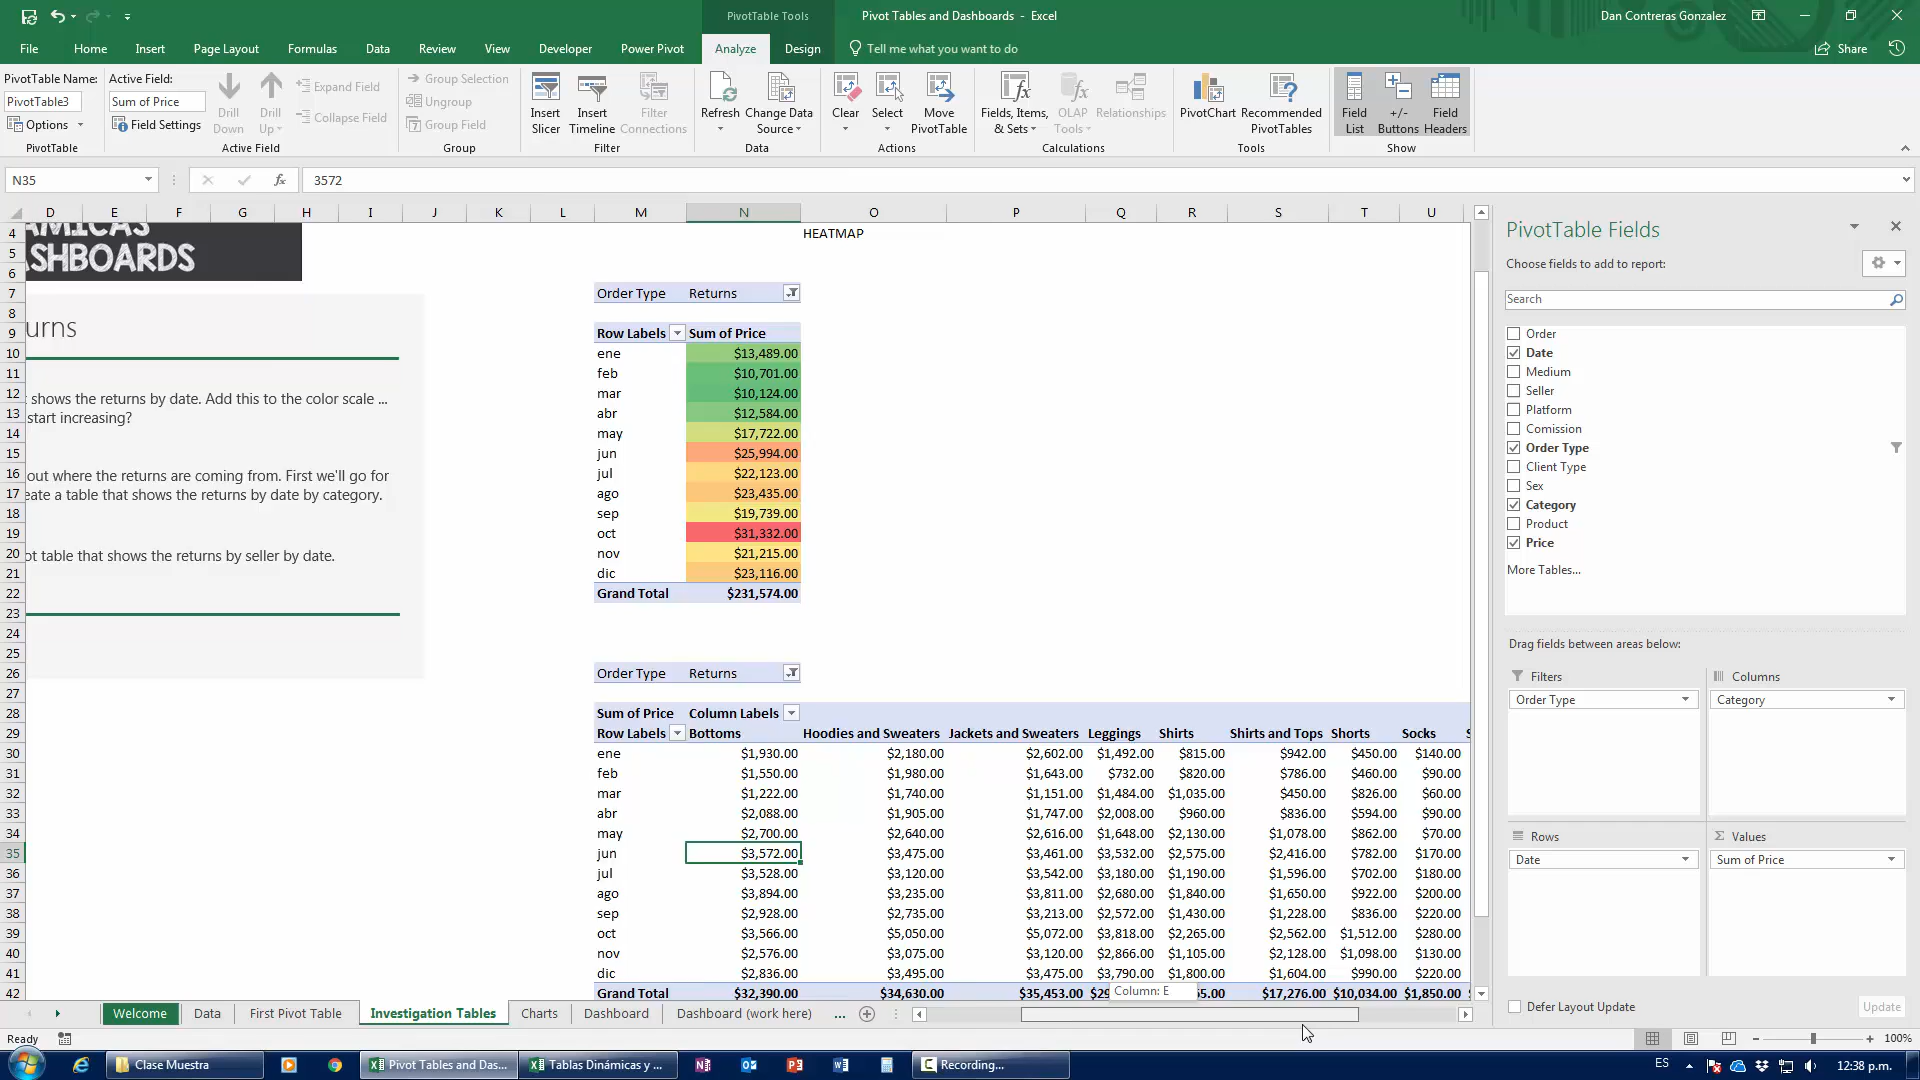 PivotTable Tools
Pivot Tables and Dashboards - Excel
Dan Contreras Gonzalez
File Home Insert Page Layout Formulas Data Review View Developer Power Pivot Analyze Design Tell me what you want to do Share
PivotTable Name:
PivotTable3
Options
PivotTable
Active Field:
Sum of Price
Field Settings
Drill Down
Drill Up
Expand Field
Collapse Field
Active Field
Group Selection
Ungroup
Group Field
Group
Insert Slicer
Insert Timeline
Filter Connections
Filter
Refresh
Change Data Source
Data
Clear
Select
Move PivotTable
Actions
Fields, Items, & Sets
OLAP Tools
Relationships
Calculations
PivotChart
Recommended PivotTables
Tools
Field List
+/- Buttons
Field Headers
Show
N35
fx
3572
D E F G H I J K L M N O P Q R S T U
4 HEATMAP
5 SHBOARDS
6
7 Order Type Returns
8 urns
9 Row Labels Sum of Price
10 ene $13,489.00
11 feb $10,701.00
12 shows the returns by date. Add this to the color scale ... mar $10,124.00
13 start increasing? abr $12,584.00
14 may $17,722.00
15 jun $25,994.00
16 out where the returns are coming from. First we'll go for jul $22,123.00
17 eate a table that shows the returns by date by category. ago $23,435.00
18 sep $19,739.00
19 oct $31,332.00
20 ot table that shows the returns by seller by date. nov $21,215.00
21 dic $23,116.00
22 Grand Total $231,574.00
23
24
25
26 Order Type Returns
27
28 Sum of Price Column Labels
29 Row Labels Bottoms Hoodies and Sweaters Jackets and Sweaters Leggings Shirts Shirts and Tops Shorts Socks S
30 ene $1,930.00 $2,180.00 $2,602.00 $1,492.00 $815.00 $942.00 $450.00 $140.00
31 feb $1,550.00 $1,980.00 $1,643.00 $732.00 $820.00 $786.00 $460.00 $90.00
32 mar $1,222.00 $1,740.00 $1,151.00 $1,484.00 $1,035.00 $450.00 $826.00 $60.00
33 abr $2,088.00 $1,905.00 $1,747.00 $2,008.00 $960.00 $836.00 $594.00 $90.00
34 may $2,700.00 $2,640.00 $2,616.00 $1,648.00 $2,130.00 $1,078.00 $862.00 $70.00
35 jun $3,572.00 $3,475.00 $3,461.00 $3,532.00 $2,575.00 $2,416.00 $782.00 $170.00
36 jul $3,528.00 $3,120.00 $3,542.00 $3,180.00 $1,190.00 $1,596.00 $702.00 $180.00
37 ago $3,894.00 $3,235.00 $3,811.00 $2,680.00 $1,840.00 $1,650.00 $922.00 $200.00
38 sep $2,928.00 $2,735.00 $3,213.00 $2,572.00 $1,430.00 $1,228.00 $836.00 $220.00
39 oct $3,566.00 $5,050.00 $5,072.00 $3,818.00 $2,265.00 $2,562.00 $1,512.00 $280.00
40 nov $2,576.00 $3,075.00 $3,120.00 $2,866.00 $1,105.00 $2,128.00 $1,098.00 $130.00
41 dic $2,836.00 $3,495.00 $3,475.00 $3,790.00 $1,800.00 $1,604.00 $990.00 $220.00
42 Grand Total $32,390.00 $34,630.00 $35,453.00 $29 65.00 $17,276.00 $10,034.00 $1,850.00
Column: E
PivotTable Fields
Choose fields to add to report:
Search
Order
Date
Medium
Seller
Platform
Comission
Order Type
Client Type
Sex
Category
Product
Price
More Tables...
Drag fields between areas below:
Filters Columns
Order Type Category
Rows Σ Values
Date Sum of Price
Defer Layout Update Update
Welcome Data First Pivot Table Investigation Tables Charts Dashboard Dashboard (work here) ...
Ready 100%
Clase Muestra Pivot Tables and Das... Tablas Dinámicas y ... Recording... ES 12:38 p.m.